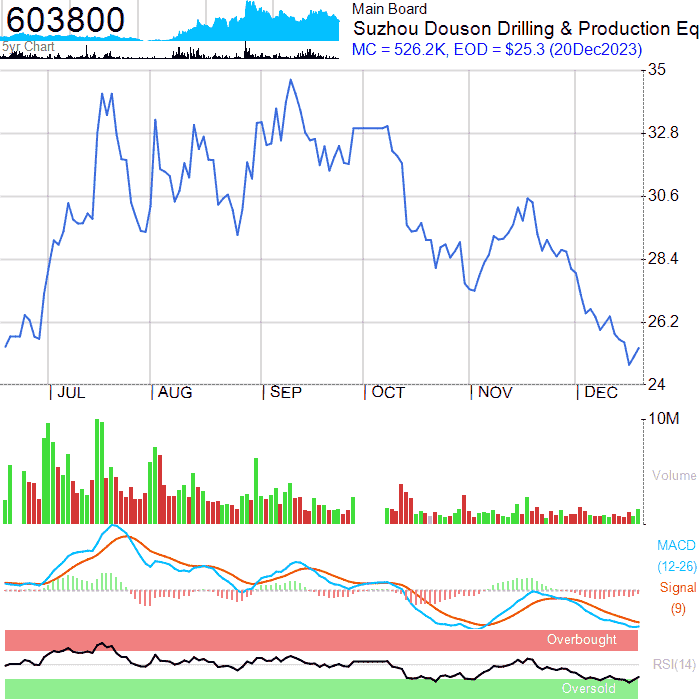 603800
5yr Chart
Main Board
Suzhou Douson Drilling & Production Eq
MC = 526.2K, EOD = $25.3 (20Dec2023)
35
32.8
30.6
28.4
26.2
24
JUL AUG SEP OCT NOV DEC
10M
Volume
MACD
(12-26)
Signal
(9)
Overbought
RSI(14)
Oversold